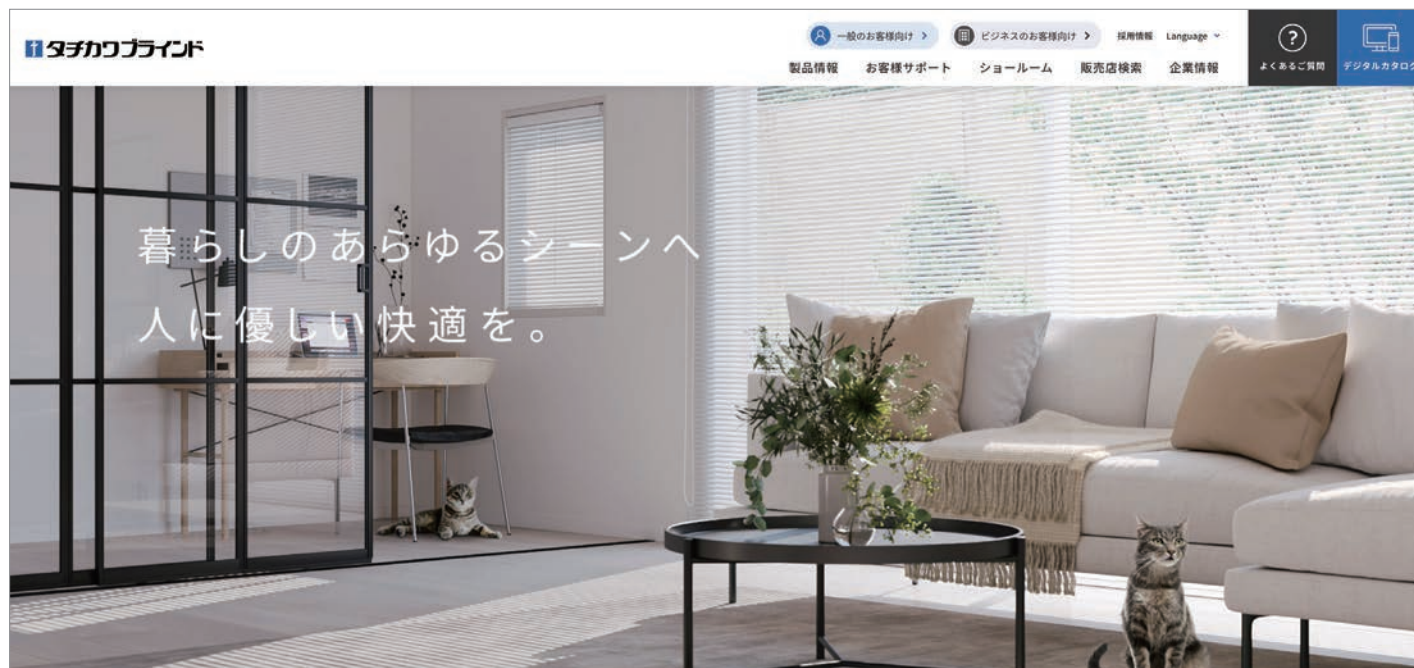 タチカワブラインド
一般のお客様向け
ビジネスのお客様向け
採用情報
Language
製品情報
お客様サポート
ショールーム
販売店検索
企業情報
よくあるご質問
デジタルカタログ
暮らしのあらゆるシーンへ
人に優しい快適を。